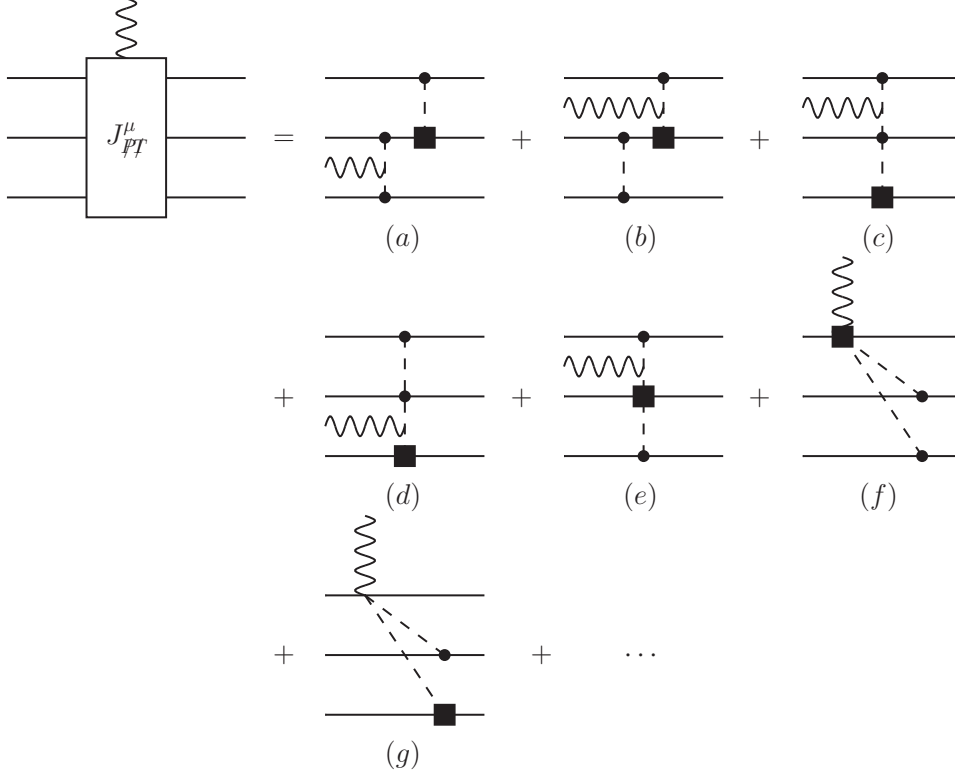 J^μ_{P̸T̸} = + +
(a) (b) (c)
+ + +
(d) (e) (f)
+ + ⋯
(g)